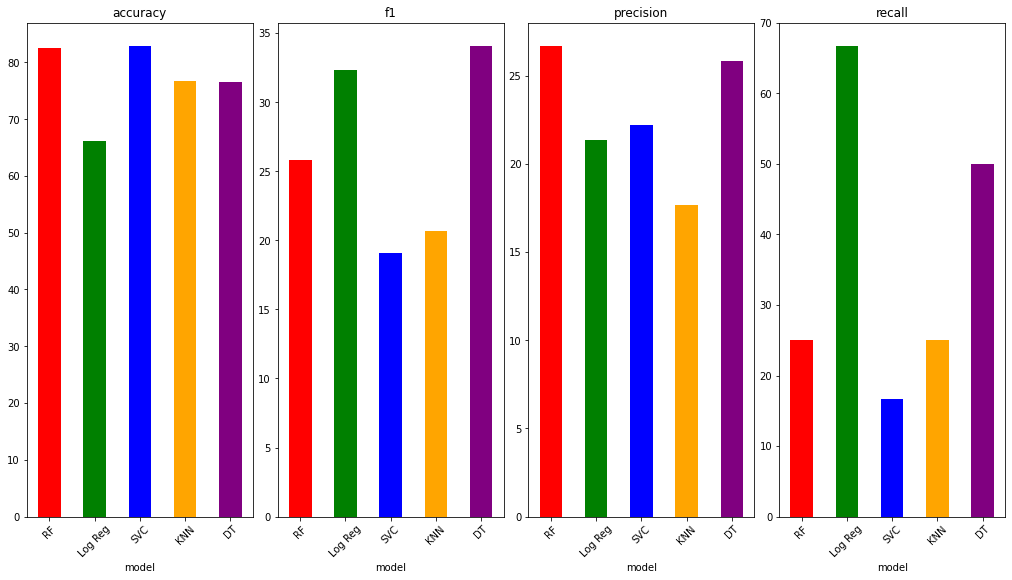 accuracy
80
70
60
50
40
30
20
10
0
RF
Log Reg
SVC
KNN
DT
model
f1
35
30
25
20
15
10
5
0
RF
Log Reg
SVC
KNN
DT
model
precision
25
20
15
10
5
0
RF
Log Reg
SVC
KNN
DT
model
recall
70
60
50
40
30
20
10
0
RF
Log Reg
SVC
KNN
DT
model